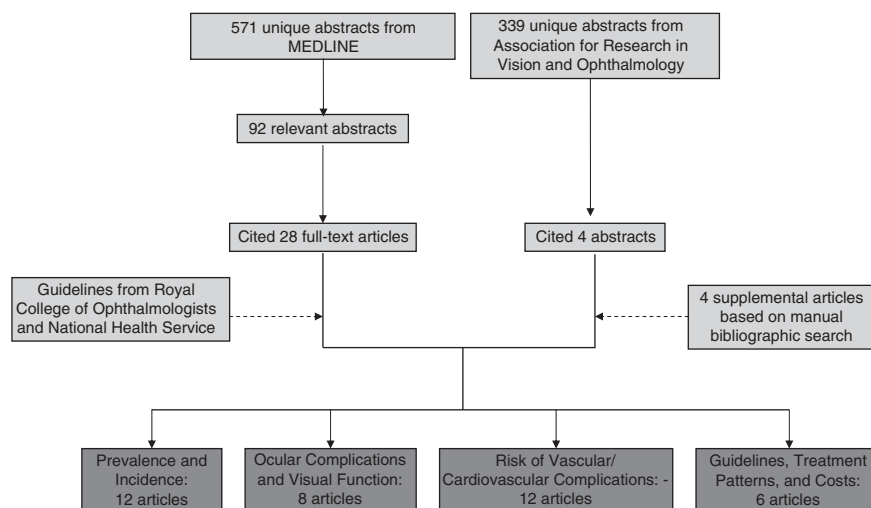 571 unique abstracts from
MEDLINE
339 unique abstracts from
Association for Research in
Vision and Ophthalmology
92 relevant abstracts
Cited 28 full-text articles
Cited 4 abstracts
Guidelines from Royal
College of Ophthalmologists
and National Health Service
4 supplemental articles
based on manual
bibliographic search
Prevalence and
Incidence:
12 articles
Ocular Complications
and Visual Function:
8 articles
Risk of Vascular/
Cardiovascular Complications: -
12 articles
Guidelines, Treatment
Patterns, and Costs:
6 articles